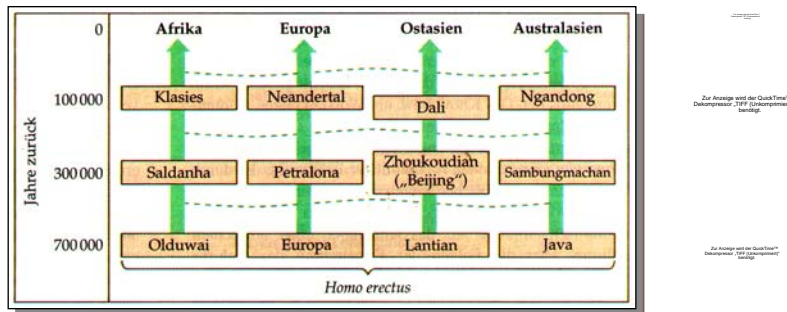 0
Afrika
Europa
Ostasien
Australasien
Jahre zurück
100 000
Klasies
Neandertal
Dali
Ngandong
300 000
Saldanha
Petralona
Zhoukoudian
(„Beijing“)
Sambungmachan
700 000
Olduwai
Europa
Lantian
Java
Homo erectus
Zur Anzeige wird der QuickTime
Dekompressor „TIFF (Unkomprimier
benötigt.
Zur Anzeige wird der QuickTime™
Dekompressor „TIFF (Unkomprimiert)“
benötigt.